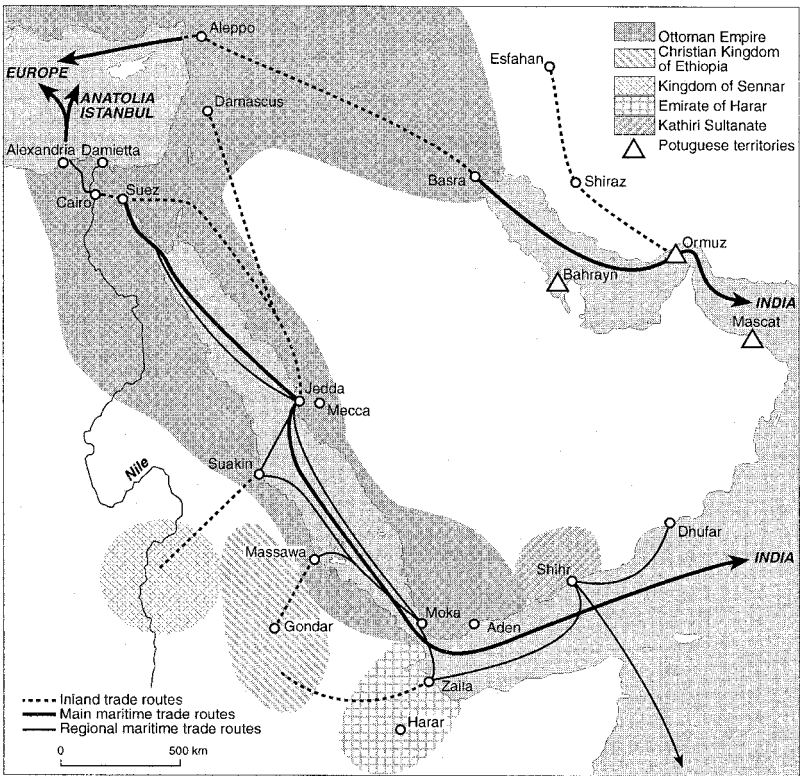 Aleppo
EUROPE
ANATOLIA
ISTANBUL
Damascus
Alexandria
Damietta
Cairo
Suez
Esfahan
Basra
Shiraz
Ormuz
Bahrayn
INDIA
Mascat
Ottornan Empire
Christian Kingdom
of Ethiopia
Kingdom of Sennar
Emirate of Harar
Kathiri Sultanate
Potuguese territories
Jedda
Mecca
Nile
Suakin
Massawa
Gondar
Moka
Aden
Shihr
Dhufar
INDIA
Zaila
Harar
Inland trade routes
Main maritime trade routes
Regional maritime trade routes
0
500 km